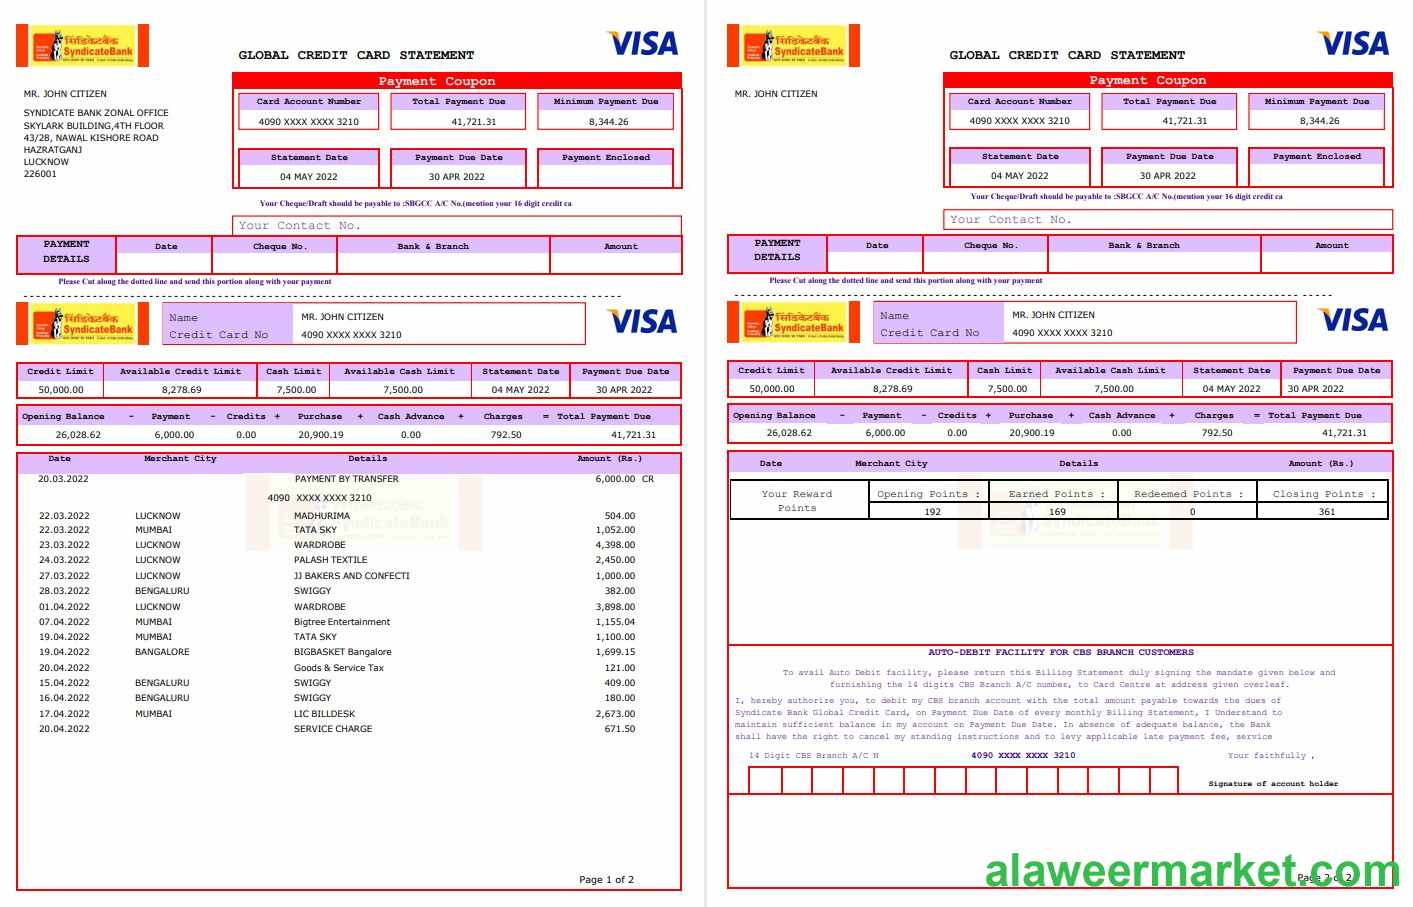 सिंडिकेटबैंक
SyndicateBank
GLOBAL CREDIT CARD STATEMENT
VISA
Payment Coupon
MR. JOHN CITIZEN
SYNDICATE BANK ZONAL OFFICE
SKYLARK BUILDING,4TH FLOOR
43/28, NAWAL KISHORE ROAD
HAZRATGANJ
LUCKNOW
226001
Card Account Number Total Payment Due Minimum Payment Due
4090 XXXX XXXX 3210 41,721.31 8,344.26
Statement Date Payment Due Date Payment Enclosed
04 MAY 2022 30 APR 2022
Your Cheque/Draft should be payable to :SBGCC A/C No.(mention your 16 digit credit ca
Your Contact No.
PAYMENT DETAILS Date Cheque No. Bank & Branch Amount
Please Cut along the dotted line and send this portion along with your payment
सिंडिकेटबैंक
SyndicateBank
Name MR. JOHN CITIZEN
Credit Card No 4090 XXXX XXXX 3210
VISA
Credit Limit Available Credit Limit Cash Limit Available Cash Limit Statement Date Payment Due Date
50,000.00 8,278.69 7,500.00 7,500.00 04 MAY 2022 30 APR 2022
Opening Balance - Payment - Credits + Purchase + Cash Advance + Charges = Total Payment Due
26,028.62 6,000.00 0.00 20,900.19 0.00 792.50 41,721.31
Date Merchant City Details Amount (Rs.)
20.03.2022 PAYMENT BY TRANSFER 6,000.00 CR
4090 XXXX XXXX 3210
22.03.2022 LUCKNOW MADHURIMA 504.00
22.03.2022 MUMBAI TATA SKY 1,052.00
23.03.2022 LUCKNOW WARDROBE 4,398.00
24.03.2022 LUCKNOW PALASH TEXTILE 2,450.00
27.03.2022 LUCKNOW JJ BAKERS AND CONFECTI 1,000.00
28.03.2022 BENGALURU SWIGGY 382.00
01.04.2022 LUCKNOW WARDROBE 3,898.00
07.04.2022 MUMBAI Bigtree Entertainment 1,155.04
19.04.2022 MUMBAI TATA SKY 1,100.00
19.04.2022 BANGALORE BIGBASKET Bangalore 1,699.15
20.04.2022 Goods & Service Tax 121.00
15.04.2022 BENGALURU SWIGGY 409.00
16.04.2022 BENGALURU SWIGGY 180.00
17.04.2022 MUMBAI LIC BILLDESK 2,673.00
20.04.2022 SERVICE CHARGE 671.50
Page 1 of 2
सिंडिकेटबैंक
SyndicateBank
GLOBAL CREDIT CARD STATEMENT
VISA
Payment Coupon
MR. JOHN CITIZEN
Card Account Number Total Payment Due Minimum Payment Due
4090 XXXX XXXX 3210 41,721.31 8,344.26
Statement Date Payment Due Date Payment Enclosed
04 MAY 2022 30 APR 2022
Your Cheque/Draft should be payable to :SBGCC A/C No.(mention your 16 digit credit ca
Your Contact No.
PAYMENT DETAILS Date Cheque No. Bank & Branch Amount
Please Cut along the dotted line and send this portion along with your payment
सिंडिकेटबैंक
SyndicateBank
Name MR. JOHN CITIZEN
Credit Card No 4090 XXXX XXXX 3210
VISA
Credit Limit Available Credit Limit Cash Limit Available Cash Limit Statement Date Payment Due Date
50,000.00 8,278.69 7,500.00 7,500.00 04 MAY 2022 30 APR 2022
Opening Balance - Payment - Credits + Purchase + Cash Advance + Charges = Total Payment Due
26,028.62 6,000.00 0.00 20,900.19 0.00 792.50 41,721.31
Date Merchant City Details Amount (Rs.)
Your Reward Points Opening Points : Earned Points : Redeemed Points : Closing Points :
192 169 0 361
AUTO-DEBIT FACILITY FOR CBS BRANCH CUSTOMERS
To avail Auto Debit facility, please return this Billing Statement duly signing the mandate given below and
furnishing the 14 digits CBS Branch A/C number, to Card Centre at address given overleaf.
I, hereby authorize you, to debit my CBS branch account with the total amount payable towards the dues of
Syndicate Bank Global Credit Card, on Payment Due Date of every monthly Billing Statement, I Understand to
maintain sufficient balance in my account on Payment Due Date. In absence of adequate balance, the Bank
shall have the right to cancel my standing instructions and to levy applicable late payment fee, service
14 Digit CBS Branch A/C N 4090 XXXX XXXX 3210 Your faithfully ,
Signature of account holder
Page 2 of 2
alaweermarket.com